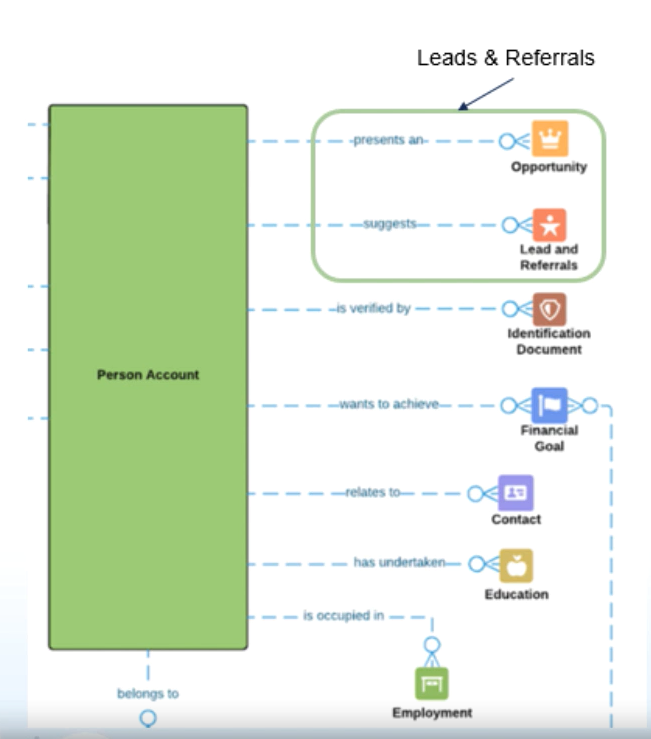 Leads & Referrals
presents an
Opportunity
suggests
Lead and
Referrals
is verified by
Identification
Document
Person Account
wants to achieve
Financial
Goal
relates to
Contact
has undertaken
Education
is occupied in
belongs to
Employment